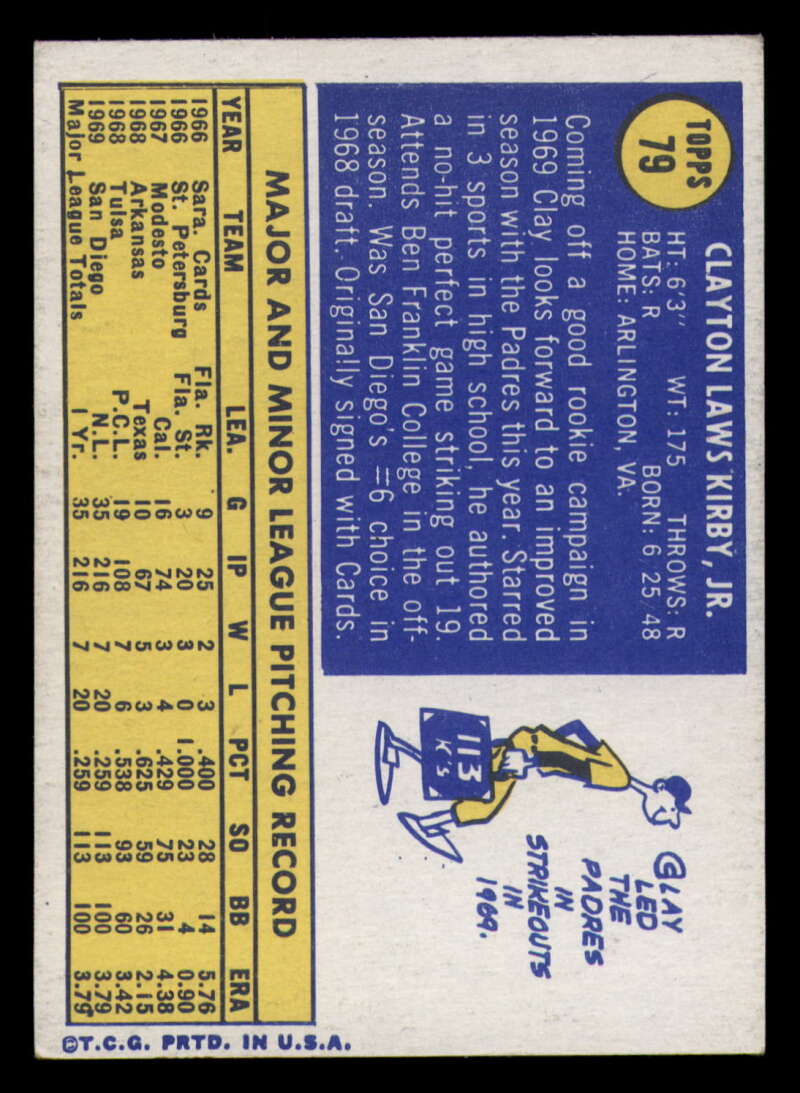 TOPPS
79
CLAYTON LAWS KIRBY, JR.
HT: 6'3" WT: 175 THROWS: R
BATS: R BORN: 6 25/48
HOME: ARLINGTON, VA.
Coming off a good rookie campaign in
1969 Clay looks forward to an improved
season with the Padres this year. Starred
in 3 sports in high school, he authored
a no-hit perfect game striking out 19.
Attends Ben Franklin College in the off-
season. Was San Diego's #6 choice in
1968 draft. Originally signed with Cards.
113
K's
CLAY
LED
THE
PADRES
IN
STRIKEOUTS
IN
1969.
MAJOR AND MINOR LEAGUE PITCHING RECORD
YEAR TEAM LEA. G IP W L PCT SO BB ERA
1966 Sara. Cards Fla. Rk. 9 25 2 3 .400 28 14 5.76
1966 St. Petersburg Fla. St. 3 20 3 0 1.000 23 4 0.90
1967 Modesto Cal. 16 74 3 4 .429 75 31 4.38
1968 Arkansas Texas 10 67 5 3 .625 59 26 2.15
1968 Tulsa P.C.L. 19 108 7 6 .538 93 60 3.42
1969 San Diego N.L. 35 216 7 20 .259 113 100 3.79
Major League Totals 1 Yr. 35 216 7 20 .259 113 100 3.79
©T.C.G. PRTD. IN U.S.A.